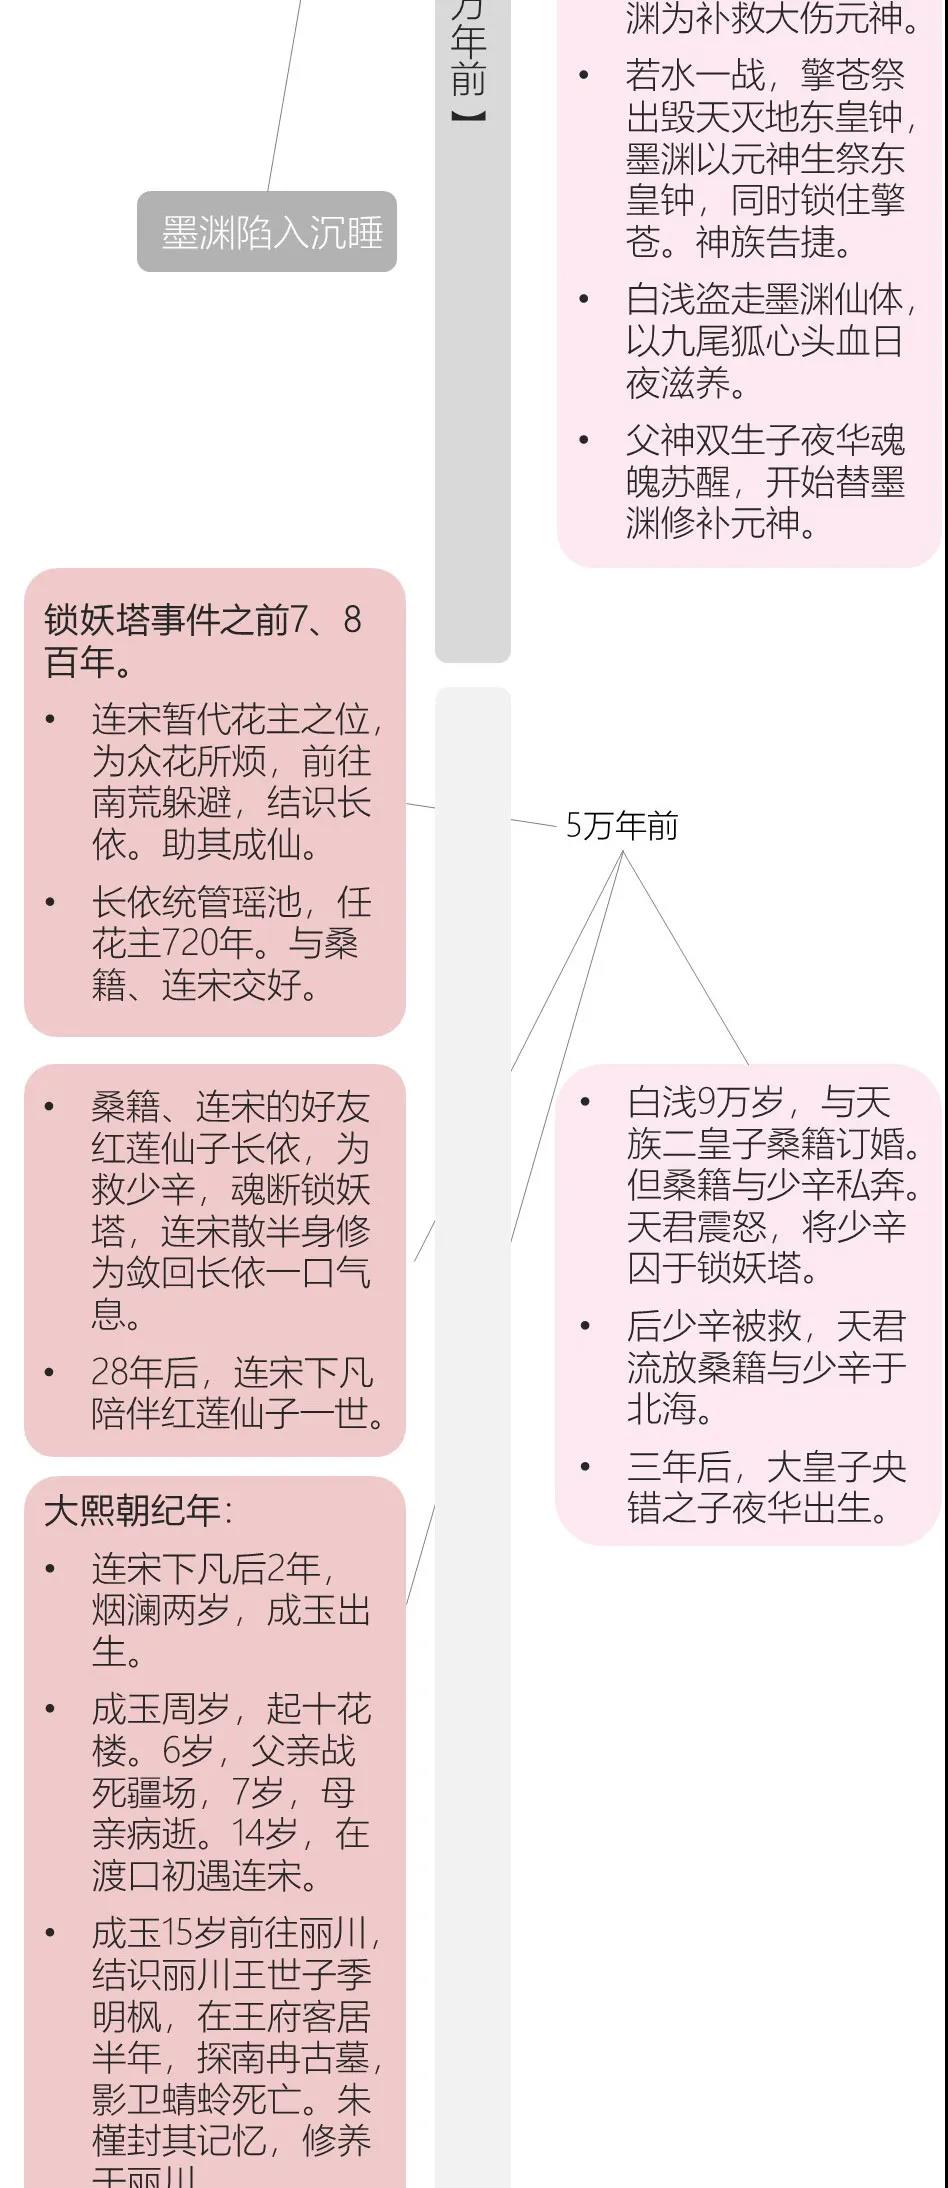 渊为补救大伤元神。
• 若水一战，擎苍祭
出毁天灭地东皇钟，
墨渊以元神生祭东
皇钟，同时锁住擎
苍。神族告捷。
• 白浅盗走墨渊仙体，
以九尾狐心头血日
夜滋养。
• 父神双生子夜华魂
魄苏醒，开始替墨
渊修补元神。
万
年
前
】
墨渊陷入沉睡
锁妖塔事件之前7、8
百年。
• 连宋暂代花主之位，
为众花所烦，前往
南荒躲避，结识长
依。助其成仙。
• 长依统管瑶池，任
花主720年。与桑
籍、连宋交好。
5万年前
• 桑籍、连宋的好友
红莲仙子长依，为
救少辛，魂断锁妖
塔，连宋散半身修
为敛回长依一口气
息。
• 28年后，连宋下凡
陪伴红莲仙子一世。
• 白浅9万岁，与天
族二皇子桑籍订婚。
但桑籍与少辛私奔。
天君震怒，将少辛
囚于锁妖塔。
• 后少辛被救，天君
流放桑籍与少辛于
北海。
• 三年后，大皇子央
错之子夜华出生。
大熙朝纪年：
• 连宋下凡后2年，
烟澜两岁，成玉出
生。
• 成玉周岁，起十花
楼。6岁，父亲战
死疆场，7岁，母
亲病逝。14岁，在
渡口初遇连宋。
• 成玉15岁前往丽川，
结识丽川王世子季
明枫，在王府客居
半年，探南冉古墓，
影卫蜻蛉死亡。朱
槿封其记忆，修养
于丽川